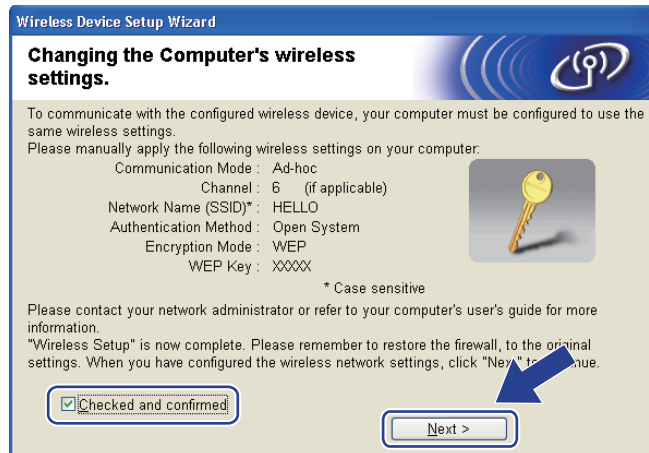 Wireless Device Setup Wizard
Changing the Computer's wireless
settings.
To communicate with the configured wireless device, your computer must be configured to use the
same wireless settings.
Please manually apply the following wireless settings on your computer:
Communication Mode : Ad-hoc
Channel : 6 (if applicable)
Network Name (SSID)* : HELLO
Authentication Method : Open System
Encryption Mode : WEP
WEP Key : XXXXX
* Case sensitive
Please contact your network administrator or refer to your computer's user's guide for more
information.
"Wireless Setup" is now complete. Please remember to restore the firewall, to the original
settings. When you have configured the wireless network settings, click "Next"
Checked and confirmed
Next >